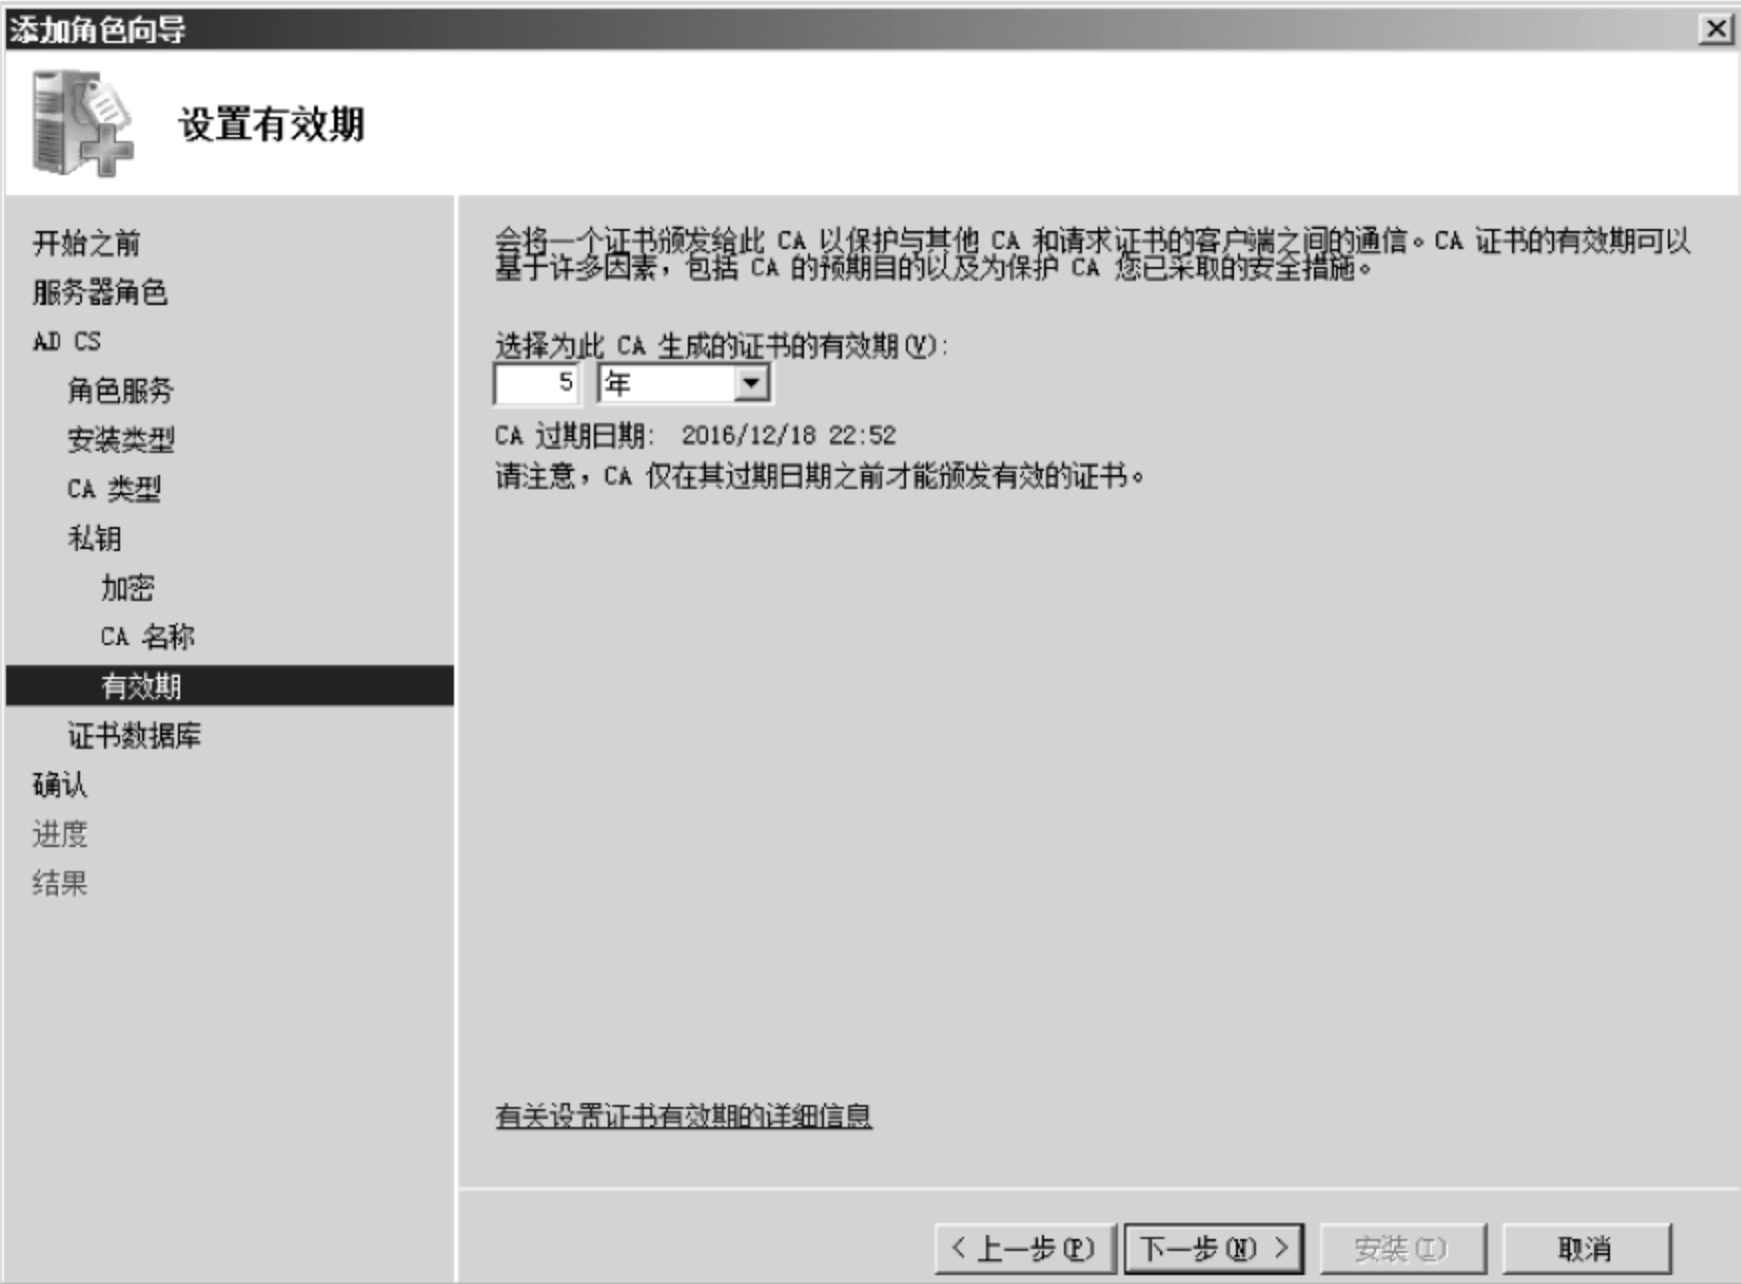 添加角色向导
设置有效期
开始之前
服务器角色
AD CS
角色服务
安装类型
CA 类型
私钥
加密
CA 名称
有效期
证书数据库
确认
进度
结果
会将一个证书颁发给此 CA 以保护与其他 CA 和请求证书的客户端之间的通信。CA 证书的有效期可以
基于许多因素，包括 CA 的预期目的以及为保护 CA 您已采取的安全措施。
选择为此 CA 生成的证书的有效期(V):
5 年
CA 过期日期: 2016/12/18 22:52
请注意，CA 仅在其过期日期之前才能颁发有效的证书。
有关设置证书有效期的详细信息
< 上一步(P) 下一步(N) > 安装(I) 取消